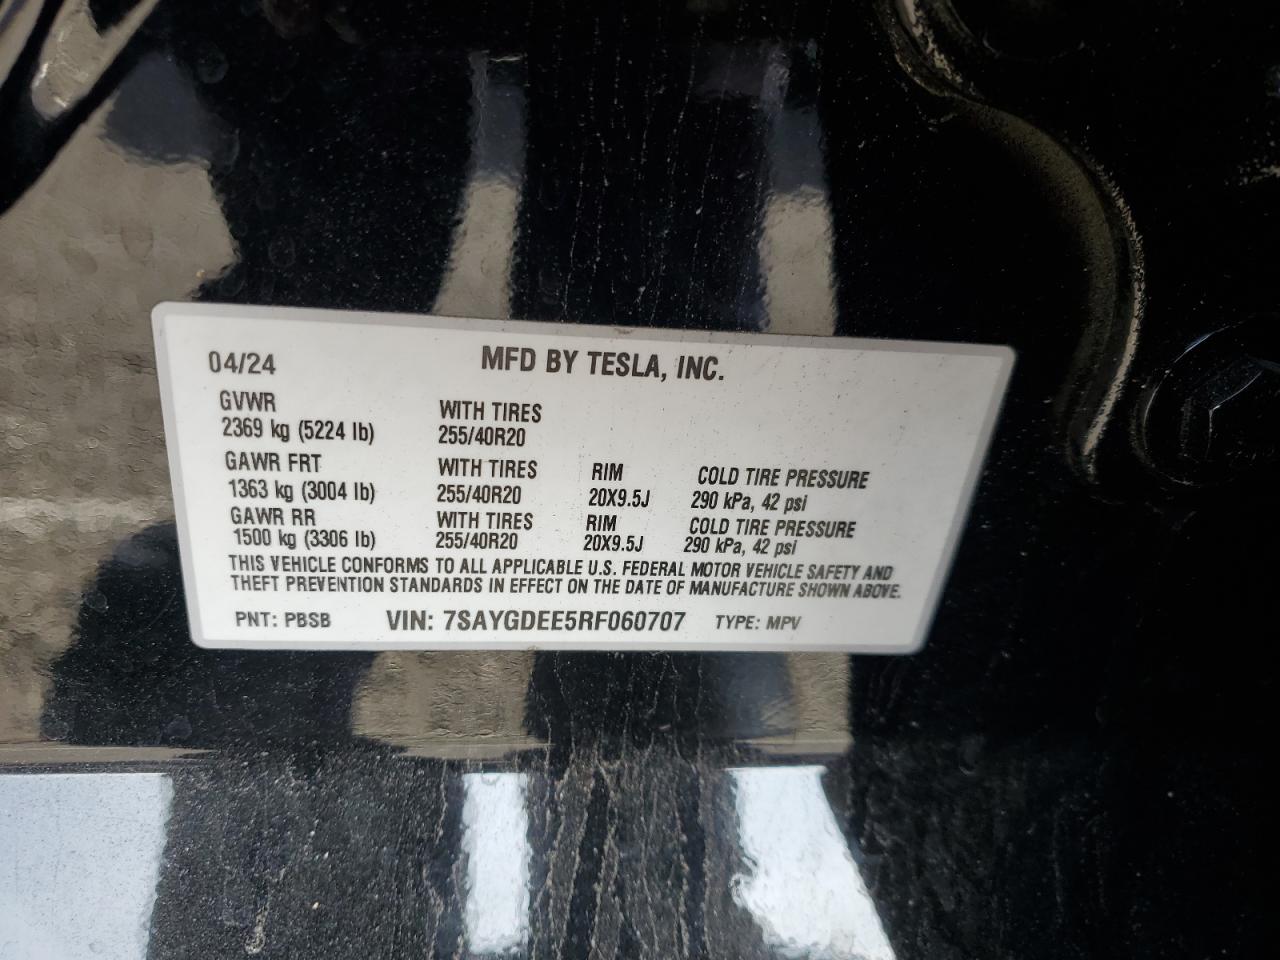 04/24 MFD BY TESLA, INC.
GVWR WITH TIRES
2369 kg (5224 lb) 255/40R20
GAWR FRT WITH TIRES RIM COLD TIRE PRESSURE
1363 kg (3004 lb) 255/40R20 20X9.5J 290 kPa, 42 psi
GAWR RR WITH TIRES RIM COLD TIRE PRESSURE
1500 kg (3306 lb) 255/40R20 20X9.5J 290 kPa, 42 psi
THIS VEHICLE CONFORMS TO ALL APPLICABLE U.S. FEDERAL MOTOR VEHICLE SAFETY AND
THEFT PREVENTION STANDARDS IN EFFECT ON THE DATE OF MANUFACTURE SHOWN ABOVE.
PNT: PBSB VIN: 7SAYGDEE5RF060707 TYPE: MPV